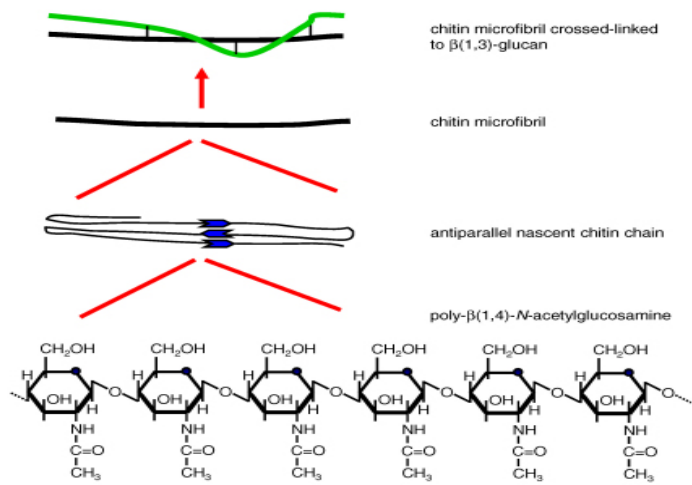 chitin microfibril crossed-linked
to β(1,3)-glucan
chitin microfibril
antiparallel nascent chitin chain
poly-β(1,4)-N-acetylglucosamine
CH₂OH CH₂OH CH₂OH CH₂OH CH₂OH CH₂OH
H H H H H H
O O O O O O
OH H OH H OH H OH H OH H OH H
NH NH NH NH NH NH
C=O C=O C=O C=O C=O C=O
CH₃ CH₃ CH₃ CH₃ CH₃ CH₃